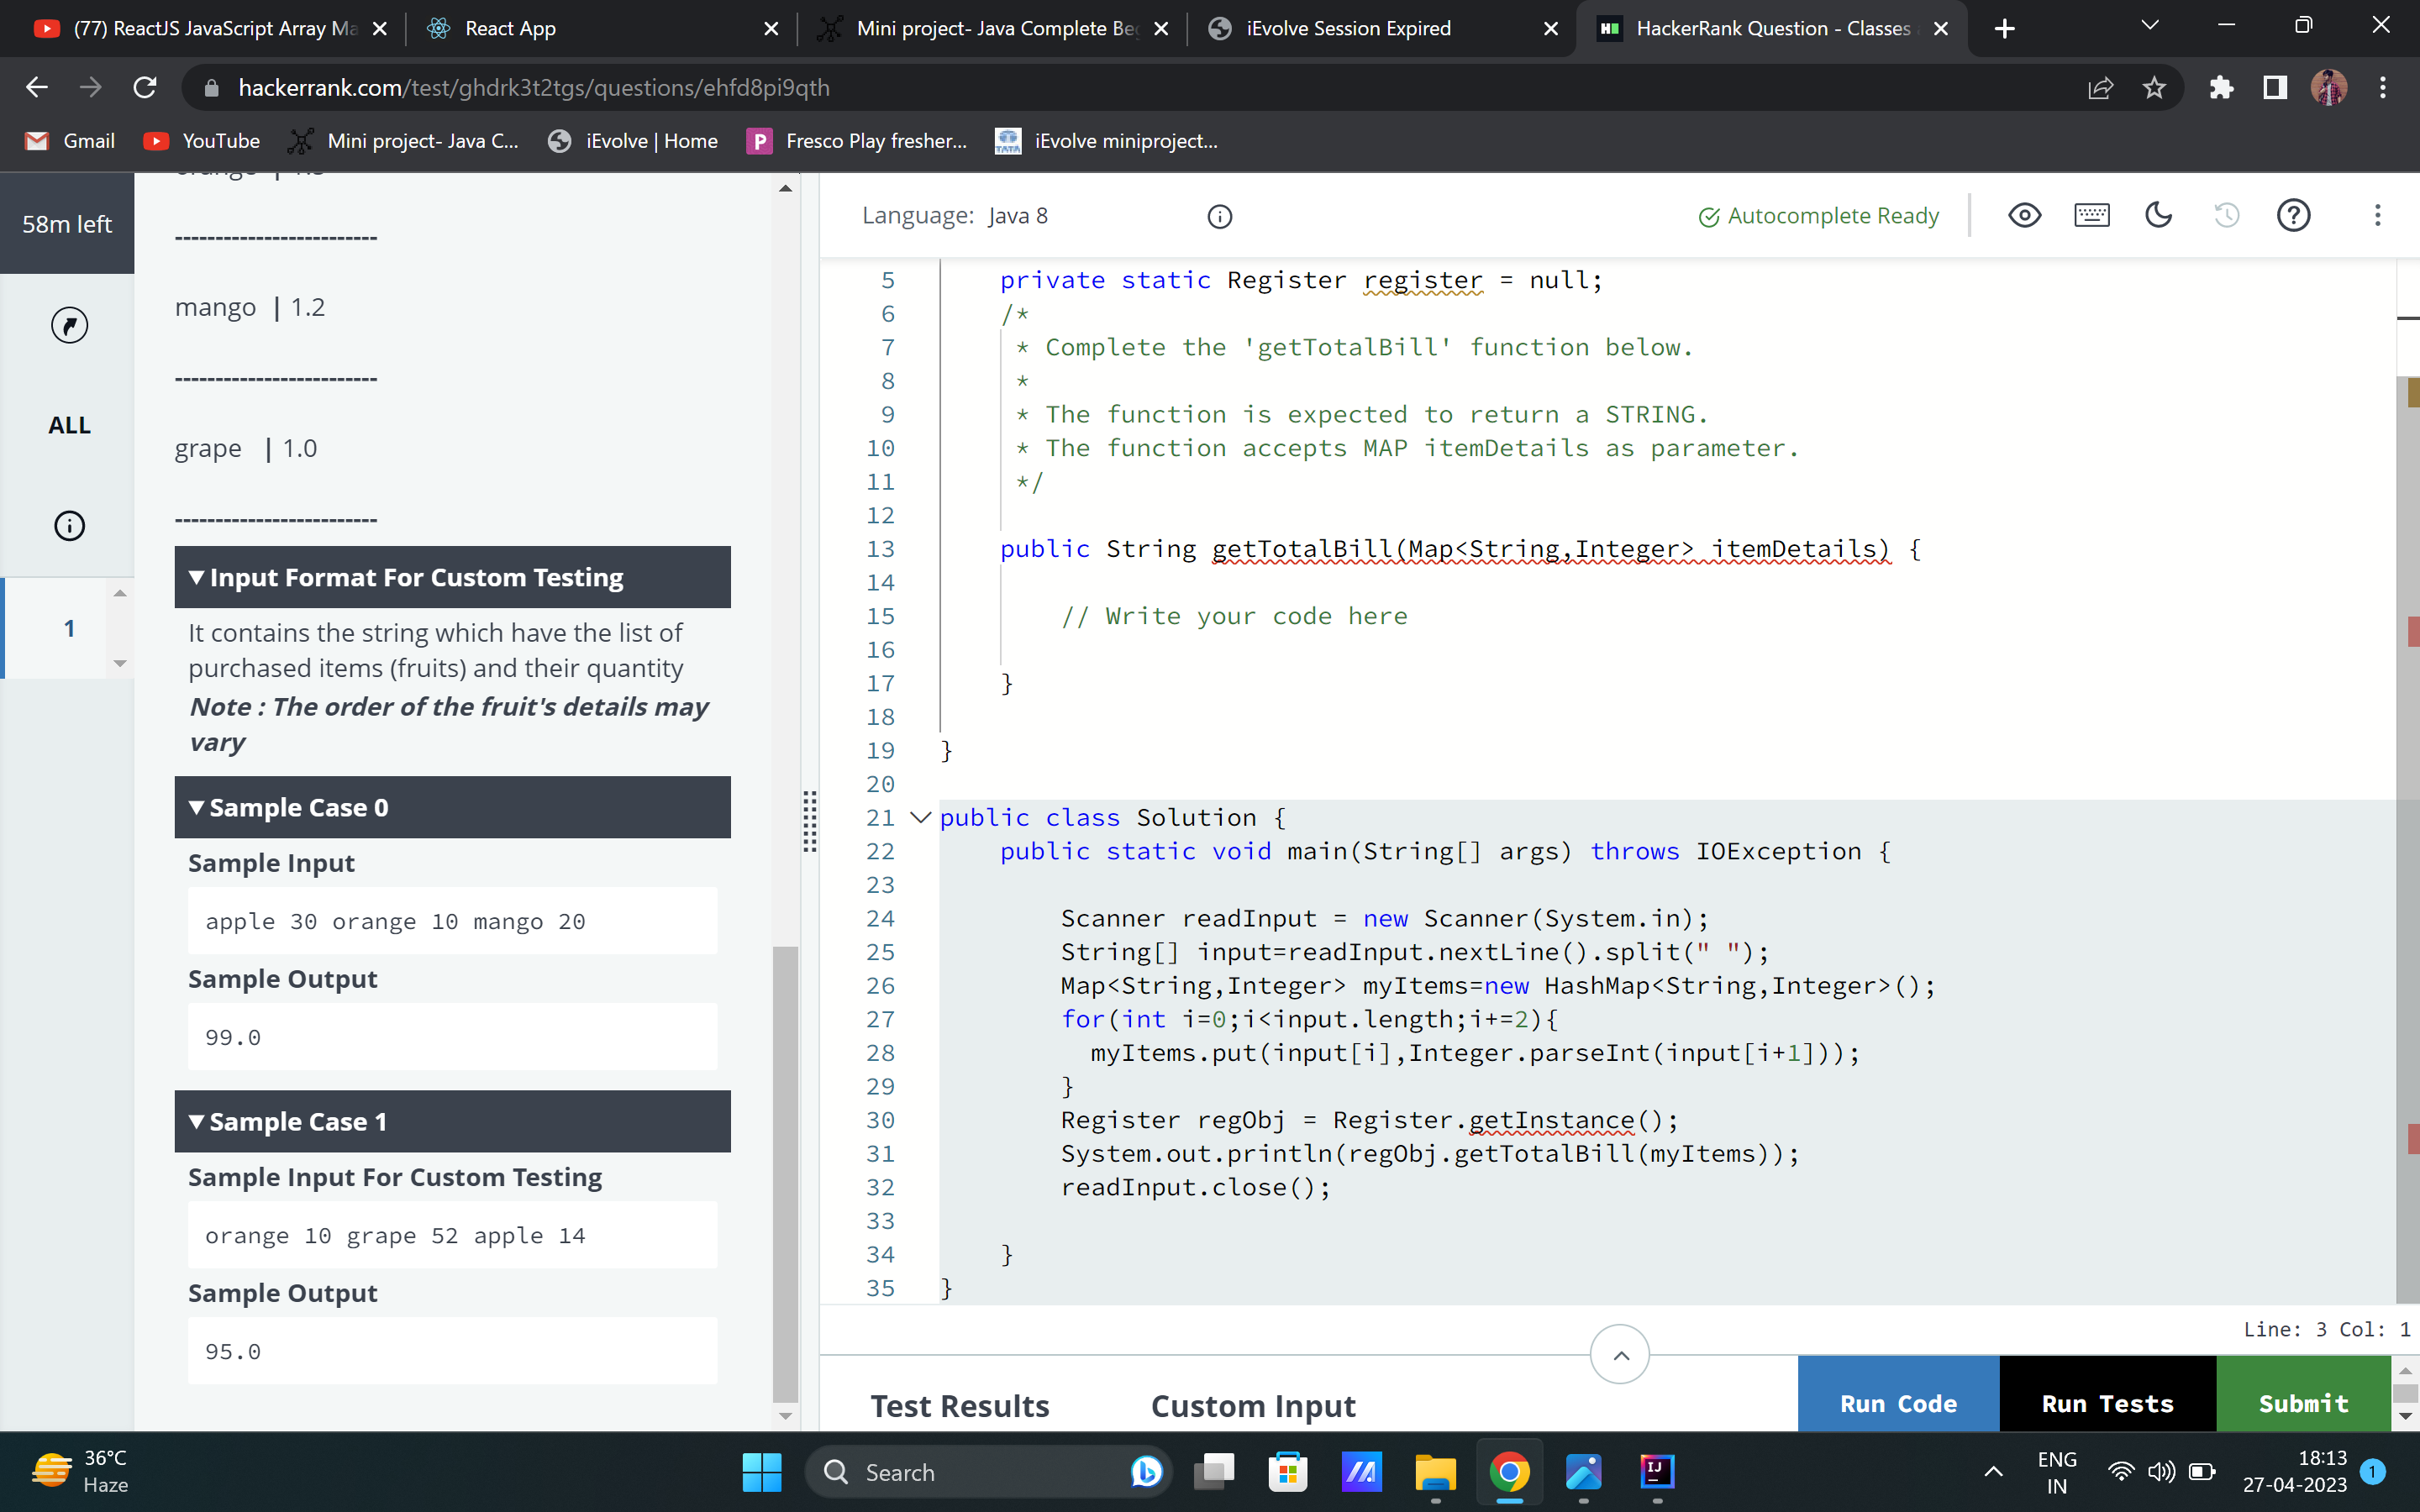 (77) ReactJS JavaScript Array Ma
React App
Mini project- Java Complete Be
iEvolve Session Expired
HackerRank Question - Classes
hackerrank.com/test/ghdrk3t2tgs/questions/ehfd8pi9qth
Gmail
YouTube
Mini project- Java C...
iEvolve | Home
Fresco Play fresher...
iEvolve miniproject...
58m left
ALL
1
-------------------------
mango | 1.2
-------------------------
grape | 1.0
-------------------------
Input Format For Custom Testing
It contains the string which have the list of
purchased items (fruits) and their quantity
Note : The order of the fruit's details may
vary
Sample Case 0
Sample Input
apple 30 orange 10 mango 20
Sample Output
99.0
Sample Case 1
Sample Input For Custom Testing
orange 10 grape 52 apple 14
Sample Output
95.0
Language: Java 8
Autocomplete Ready
5 private static Register register = null;
6 /*
7 * Complete the 'getTotalBill' function below.
8 *
9 * The function is expected to return a STRING.
10 * The function accepts MAP itemDetails as parameter.
11 */
12
13 public String getTotalBill(Map<String,Integer> itemDetails) {
14
15 // Write your code here
16
17 }
18
19 }
20
21 public class Solution {
22 public static void main(String[] args) throws IOException {
23
24 Scanner readInput = new Scanner(System.in);
25 String[] input=readInput.nextLine().split(" ");
26 Map<String,Integer> myItems=new HashMap<String,Integer>();
27 for(int i=0;i<input.length;i+=2){
28 myItems.put(input[i],Integer.parseInt(input[i+1]));
29 }
30 Register regObj = Register.getInstance();
31 System.out.println(regObj.getTotalBill(myItems));
32 readInput.close();
33
34 }
35 }
Line: 3 Col: 1
Test Results
Custom Input
Run Code
Run Tests
Submit
36°C
Haze
Search
ENG
IN
18:13
27-04-2023
1